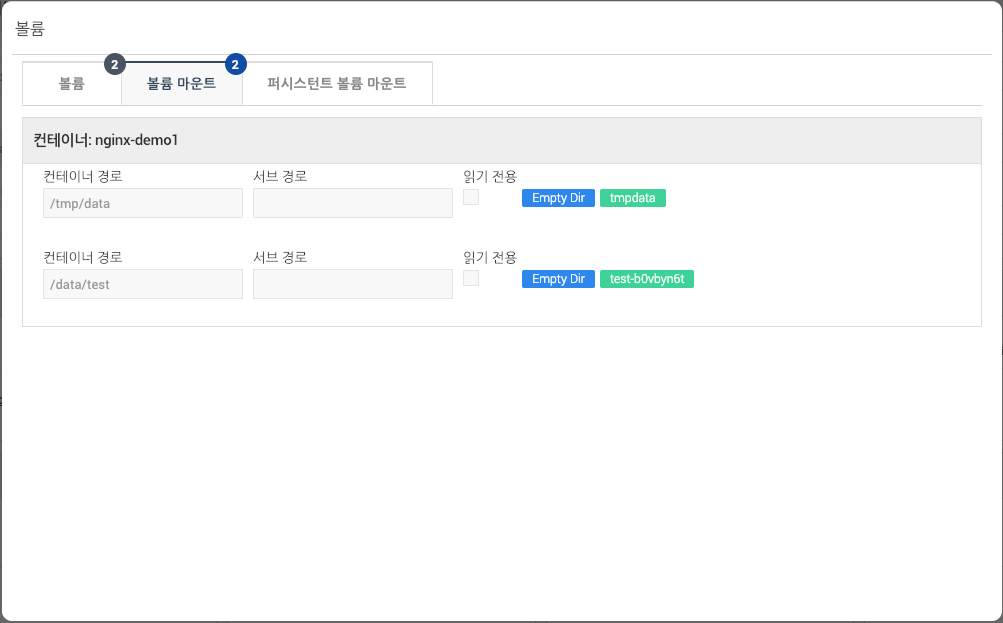 볼륨
볼륨 2 볼륨 마운트 2 퍼시스턴트 볼륨 마운트
컨테이너: nginx-demo1
컨테이너 경로 서브 경로 읽기 전용
/tmp/data Empty Dir tmpdata
컨테이너 경로 서브 경로 읽기 전용
/data/test Empty Dir test-b0vbyn6t